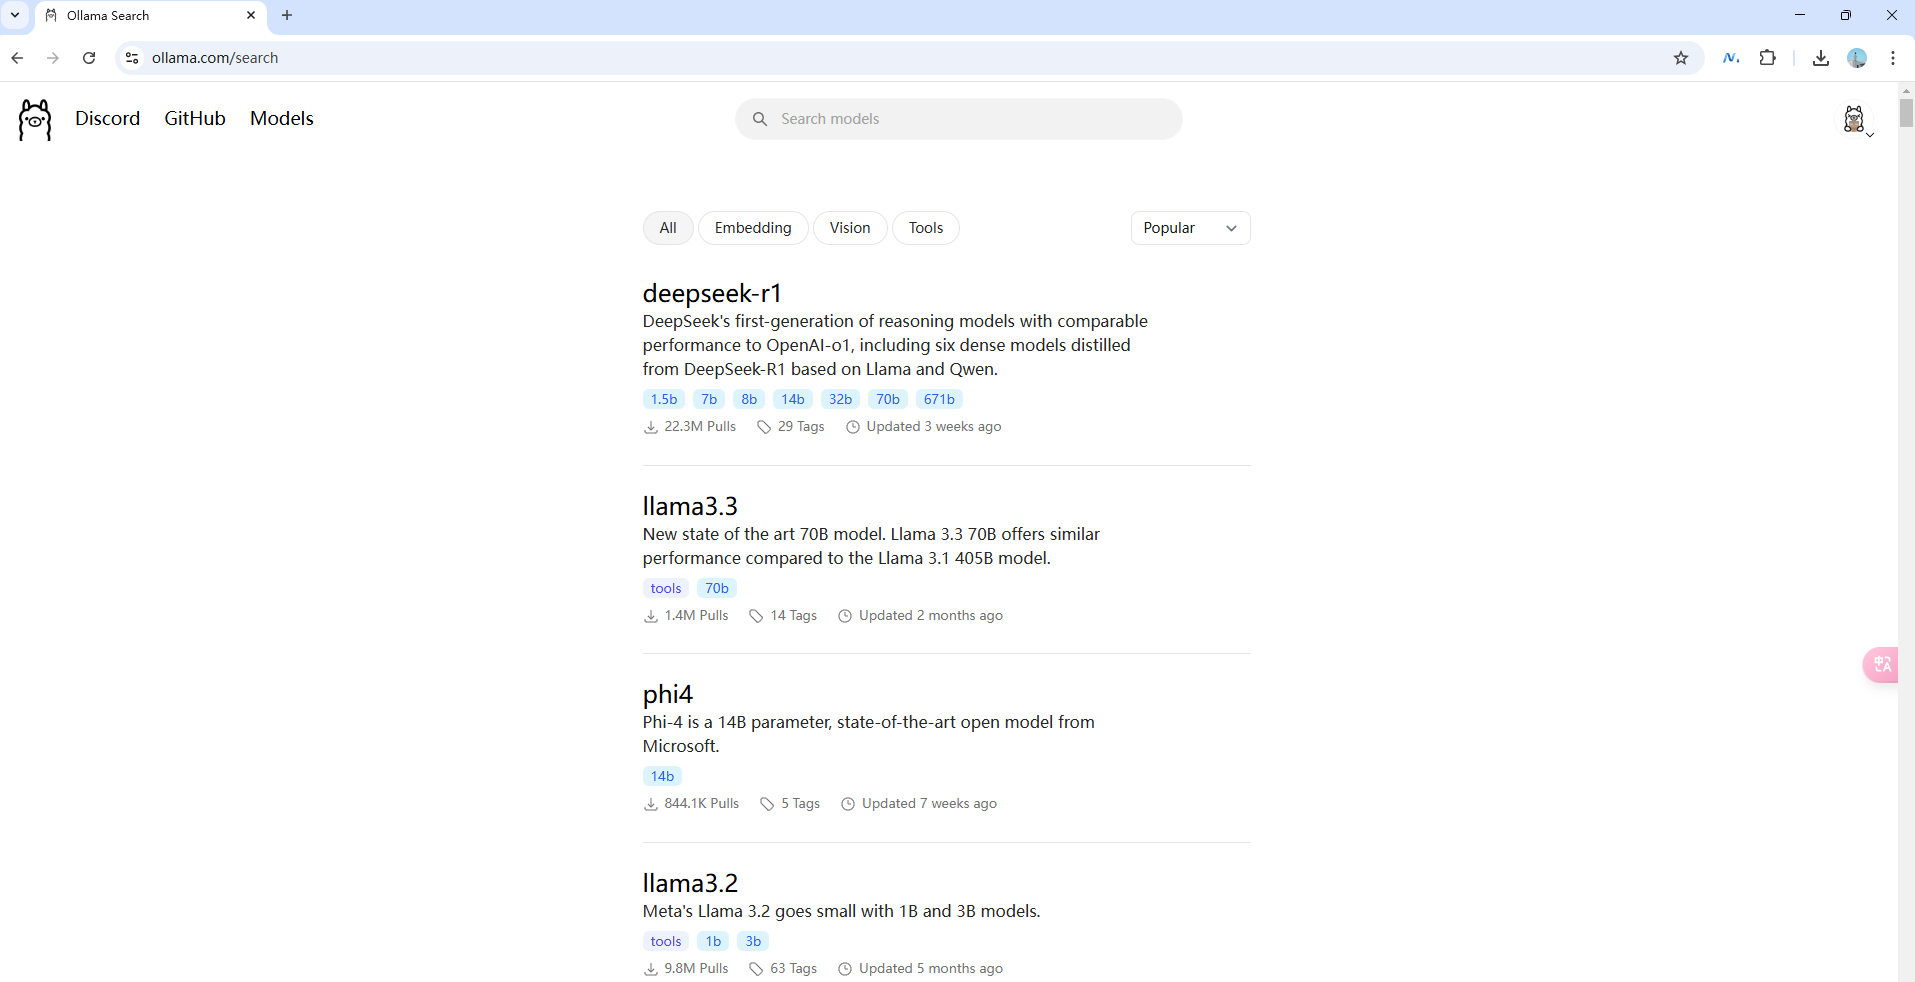 Ollama Search
ollama.com/search
Discord GitHub Models
Search models
All Embedding Vision Tools Popular
deepseek-r1
DeepSeek's first-generation of reasoning models with comparable
performance to OpenAI-o1, including six dense models distilled
from DeepSeek-R1 based on Llama and Qwen.
1.5b 7b 8b 14b 32b 70b 671b
22.3M Pulls 29 Tags Updated 3 weeks ago
llama3.3
New state of the art 70B model. Llama 3.3 70B offers similar
performance compared to the Llama 3.1 405B model.
tools 70b
1.4M Pulls 14 Tags Updated 2 months ago
phi4
Phi-4 is a 14B parameter, state-of-the-art open model from
Microsoft.
14b
844.1K Pulls 5 Tags Updated 7 weeks ago
llama3.2
Meta's Llama 3.2 goes small with 1B and 3B models.
tools 1b 3b
9.8M Pulls 63 Tags Updated 5 months ago